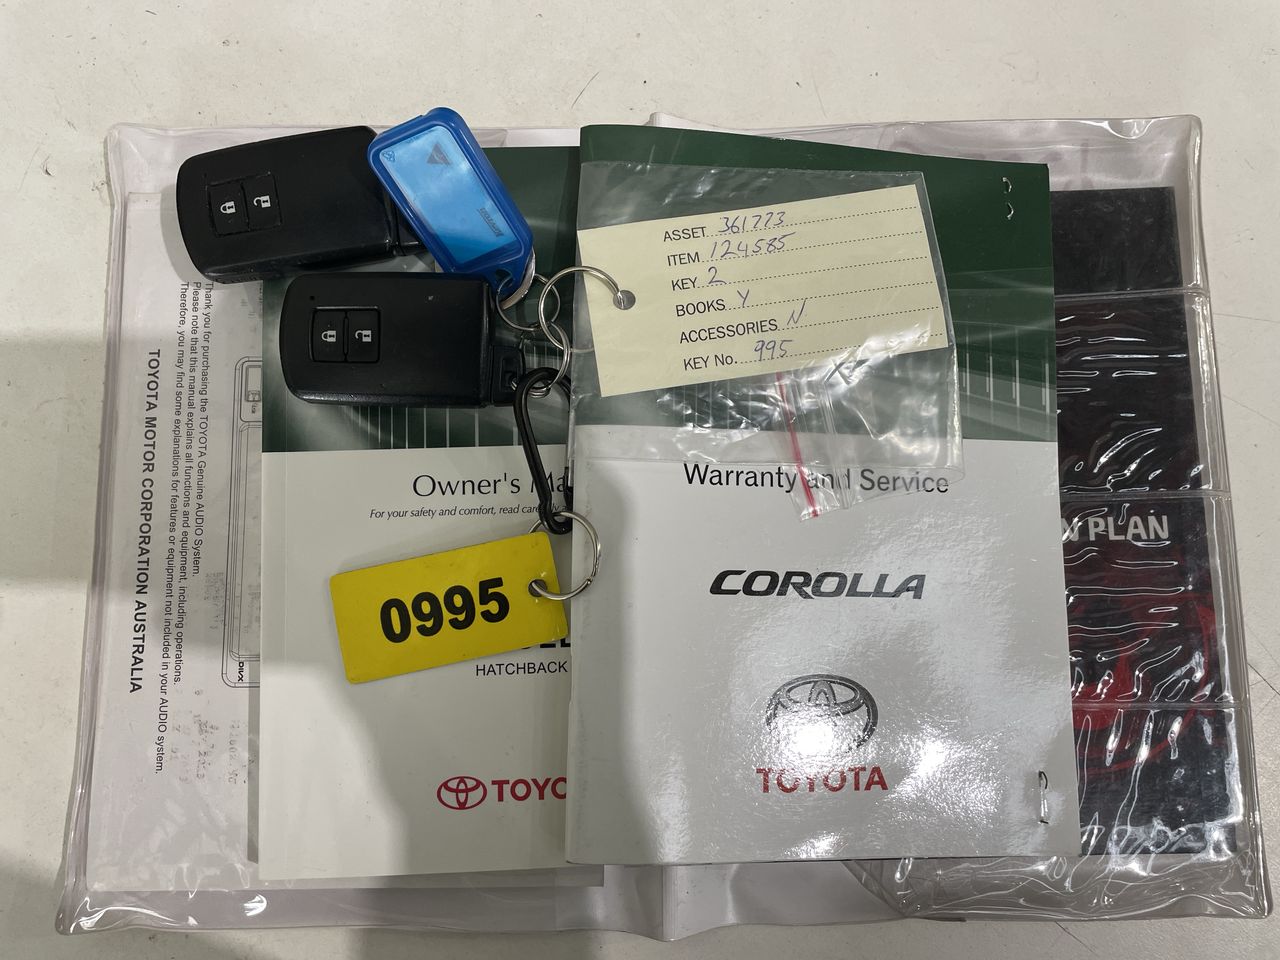 ASSET 361773
ITEM 124585
KEY 2
BOOKS Y
ACCESSORIES N
KEY No. 995
Owner's Ma
For your safety and comfort, read carefully a
HATCHBACK
TOYO
0995
Warranty and Service
COROLLA
TOYOTA
N PLAN
Thank you for purchasing the TOYOTA Genuine AUDIO System.
Please note that this manual explains all functions and equipment, including operations.
Therefore, you may find some explanations for features or equipment not included in your AUDIO system.
TOYOTA MOTOR CORPORATION AUSTRALIA